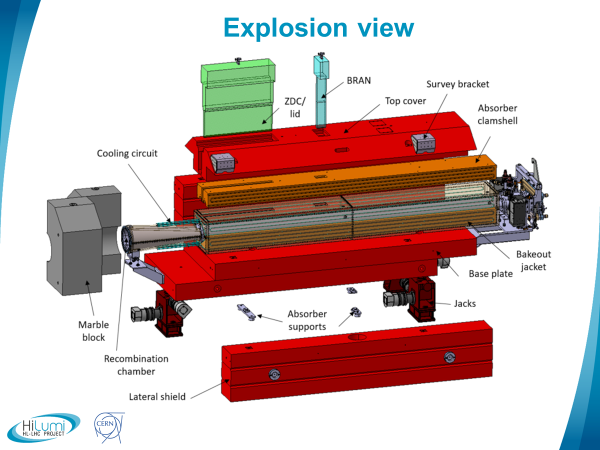 Explosion view
BRAN
ZDC/
lid
Survey bracket
Top cover
Absorber
clamshell
Cooling circuit
Bakeout
jacket
Base plate
Jacks
Absorber
supports
Marble
block
Recombination
chamber
Lateral shield
HiLumi
HL-LHC PROJECT
CERN